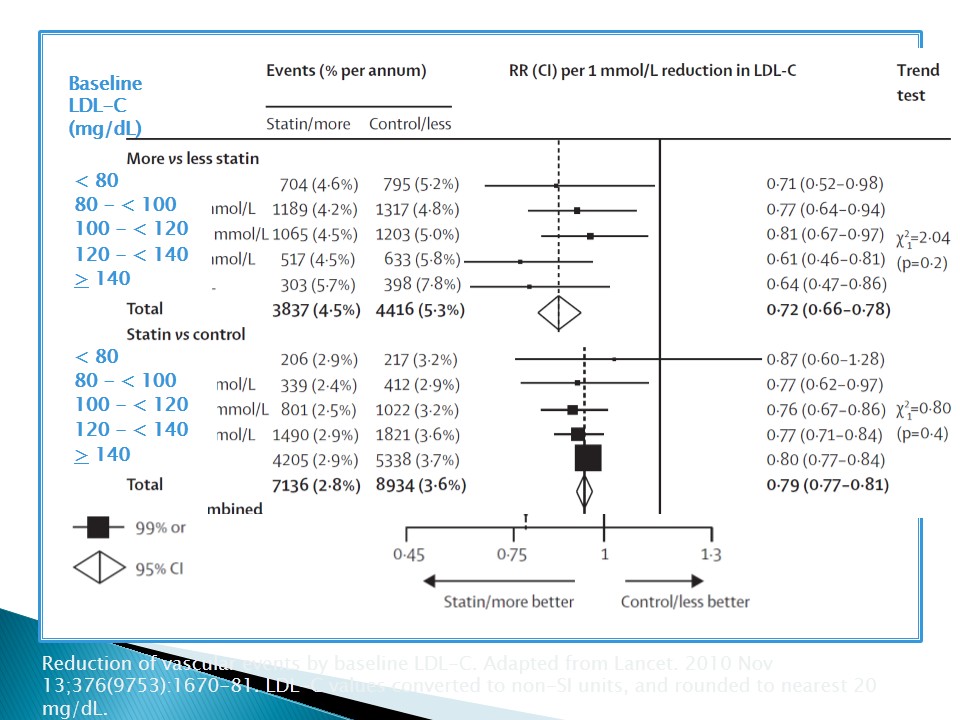 Events (% per annum) RR (CI) per 1 mmol/L reduction in LDL-C Trend test
Baseline LDL-C (mg/dL)
Statin/more Control/less
More vs less statin
< 80 704 (4·6%) 795 (5·2%) 0·71 (0·52–0·98)
80 – < 100 mol/L 1189 (4·2%) 1317 (4·8%) 0·77 (0·64–0·94)
100 – < 120 mmol/L 1065 (4·5%) 1203 (5·0%) 0·81 (0·67–0·97) χ²₁=2·04
120 – < 140 mol/L 517 (4·5%) 633 (5·8%) 0·61 (0·46–0·81) (p=0·2)
≥ 140 303 (5·7%) 398 (7·8%) 0·64 (0·47–0·86)
Total 3837 (4·5%) 4416 (5·3%) 0·72 (0·66–0·78)
Statin vs control
< 80 206 (2·9%) 217 (3·2%) 0·87 (0·60–1·28)
80 – < 100 mol/L 339 (2·4%) 412 (2·9%) 0·77 (0·62–0·97)
100 – < 120 mmol/L 801 (2·5%) 1022 (3·2%) 0·76 (0·67–0·86) χ²₁=0·80
120 – < 140 mol/L 1490 (2·9%) 1821 (3·6%) 0·77 (0·71–0·84) (p=0·4)
≥ 140 4205 (2·9%) 5338 (3·7%) 0·80 (0·77–0·84)
Total 7136 (2·8%) 8934 (3·6%) 0·79 (0·77–0·81)
mbined
99% or
95% CI
0·45 0·75 1 1·3
Statin/more better Control/less better
Reduction of vascular events by baseline LDL-C. Adapted from Lancet. 2010 Nov
13;376(9753):1670-81. LDL-C values converted to non-SI units, and rounded to nearest 20
mg/dL.